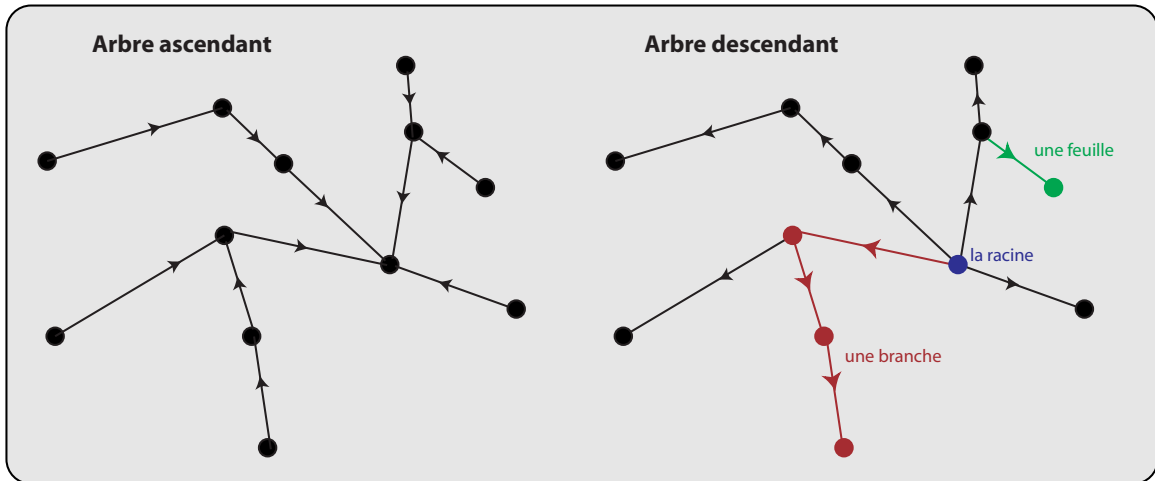 Arbre ascendant
Arbre descendant
une feuille
la racine
une branche